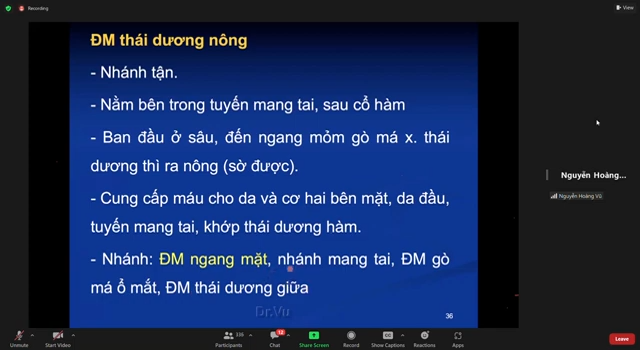 Recording
View
ĐM thái dương nông
- Nhánh tận.
- Nằm bên trong tuyến mang tai, sau cổ hàm
- Ban đầu ở sâu, đến ngang mỏm gò má x. thái
dương thì ra nông (sờ được).
- Cung cấp máu cho da và cơ hai bên mặt, da đầu,
tuyến mang tai, khớp thái dương hàm.
- Nhánh: ĐM ngang mặt, nhánh mang tai, ĐM gò
má ổ mắt, ĐM thái dương giữa
Dr.Vu
36
Nguyễn Hoàng...
Nguyễn Hoàng Vũ
Unmute
Start Video
Participants
336
Chat
Share Screen
Record
Show Captions
Reactions
Apps
Leave